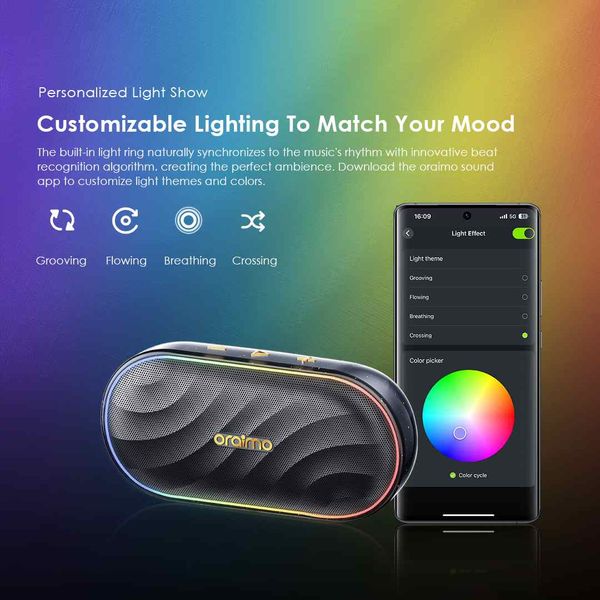 Personalized Light Show
Customizable Lighting To Match Your Mood
The built-in light ring naturally synchronizes to the music's rhythm with innovative beat
recognition algorithm, creating the perfect ambience. Download the oraimo sound
app to customize light themes and colors.
Grooving Flowing Breathing Crossing
16:09 5G
Light Effect
Light theme
Grooving
Flowing
Breathing
Crossing
Color picker
Color cycle
oraimo